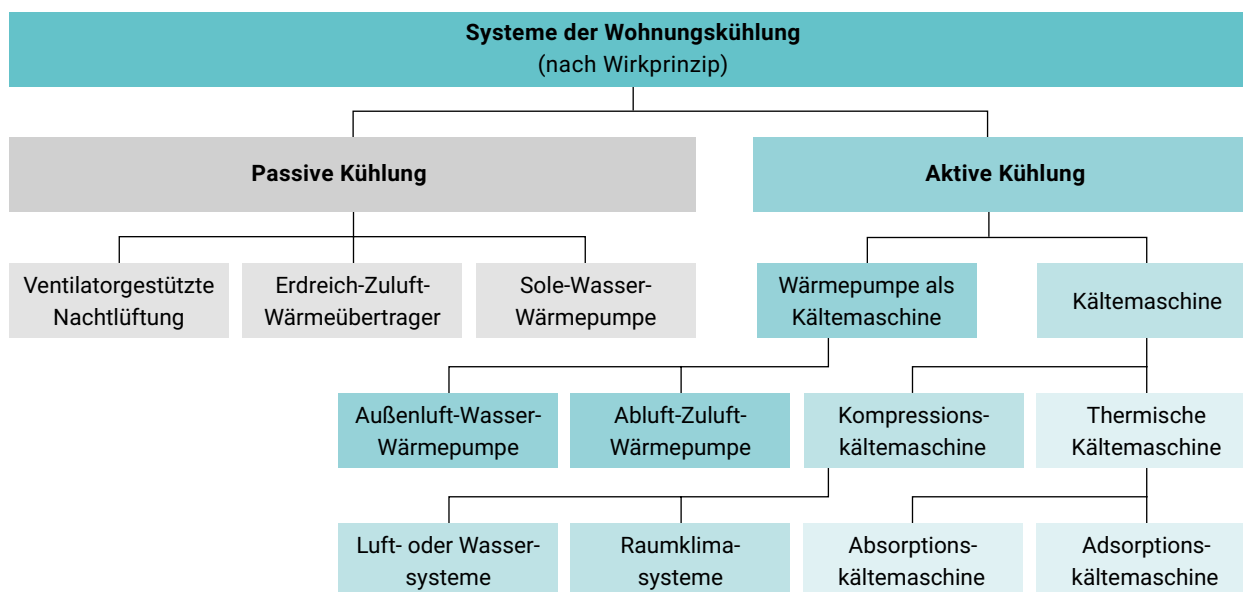 Systeme der Wohnungskühlung
(nach Wirkprinzip)
Passive Kühlung
Aktive Kühlung
Ventilatorgestützte
Nachtlüftung
Erdreich-Zuluft-
Wärmeübertrager
Sole-Wasser-
Wärmepumpe
Wärmepumpe als
Kältemaschine
Kältemaschine
Außenluft-Wasser-
Wärmepumpe
Abluft-Zuluft-
Wärmepumpe
Kompressions-
kältemaschine
Thermische
Kältemaschine
Luft- oder Wasser-
systeme
Raumklima-
systeme
Absorptions-
kältemaschine
Adsorptions-
kältemaschine